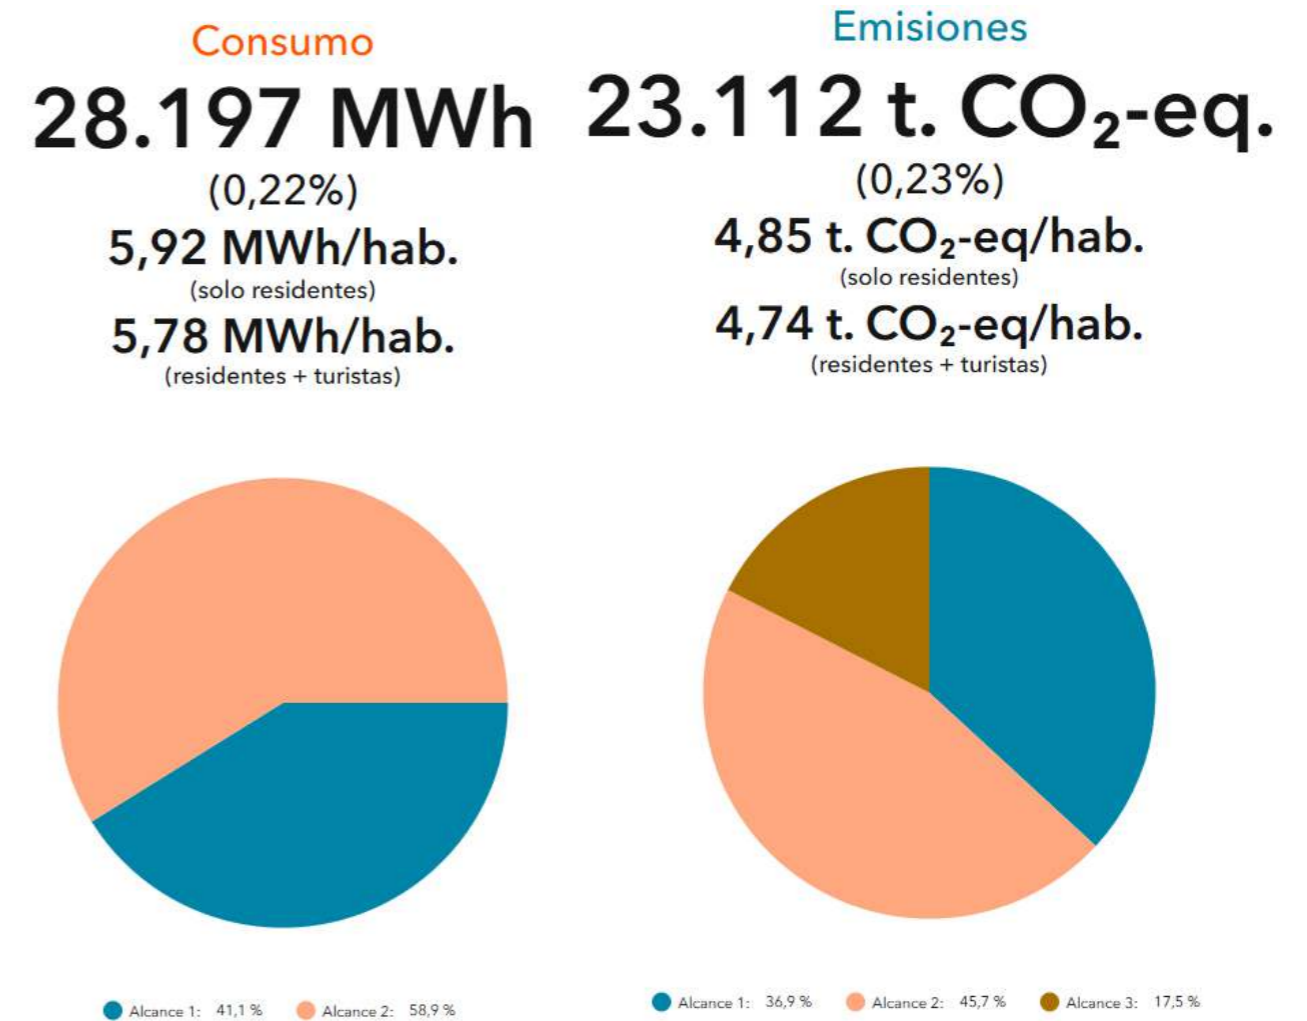 Consumo
28.197 MWh
(0,22%)
5,92 MWh/hab.
(solo residentes)
5,78 MWh/hab.
(residentes + turistas)
Emisiones
23.112 t. CO₂-eq.
(0,23%)
4,85 t. CO₂-eq/hab.
(solo residentes)
4,74 t. CO₂-eq/hab.
(residentes + turistas)
Alcance 1: 41,1 % Alcance 2: 58,9 %
Alcance 1: 36,9 % Alcance 2: 45,7 % Alcance 3: 17,5 %